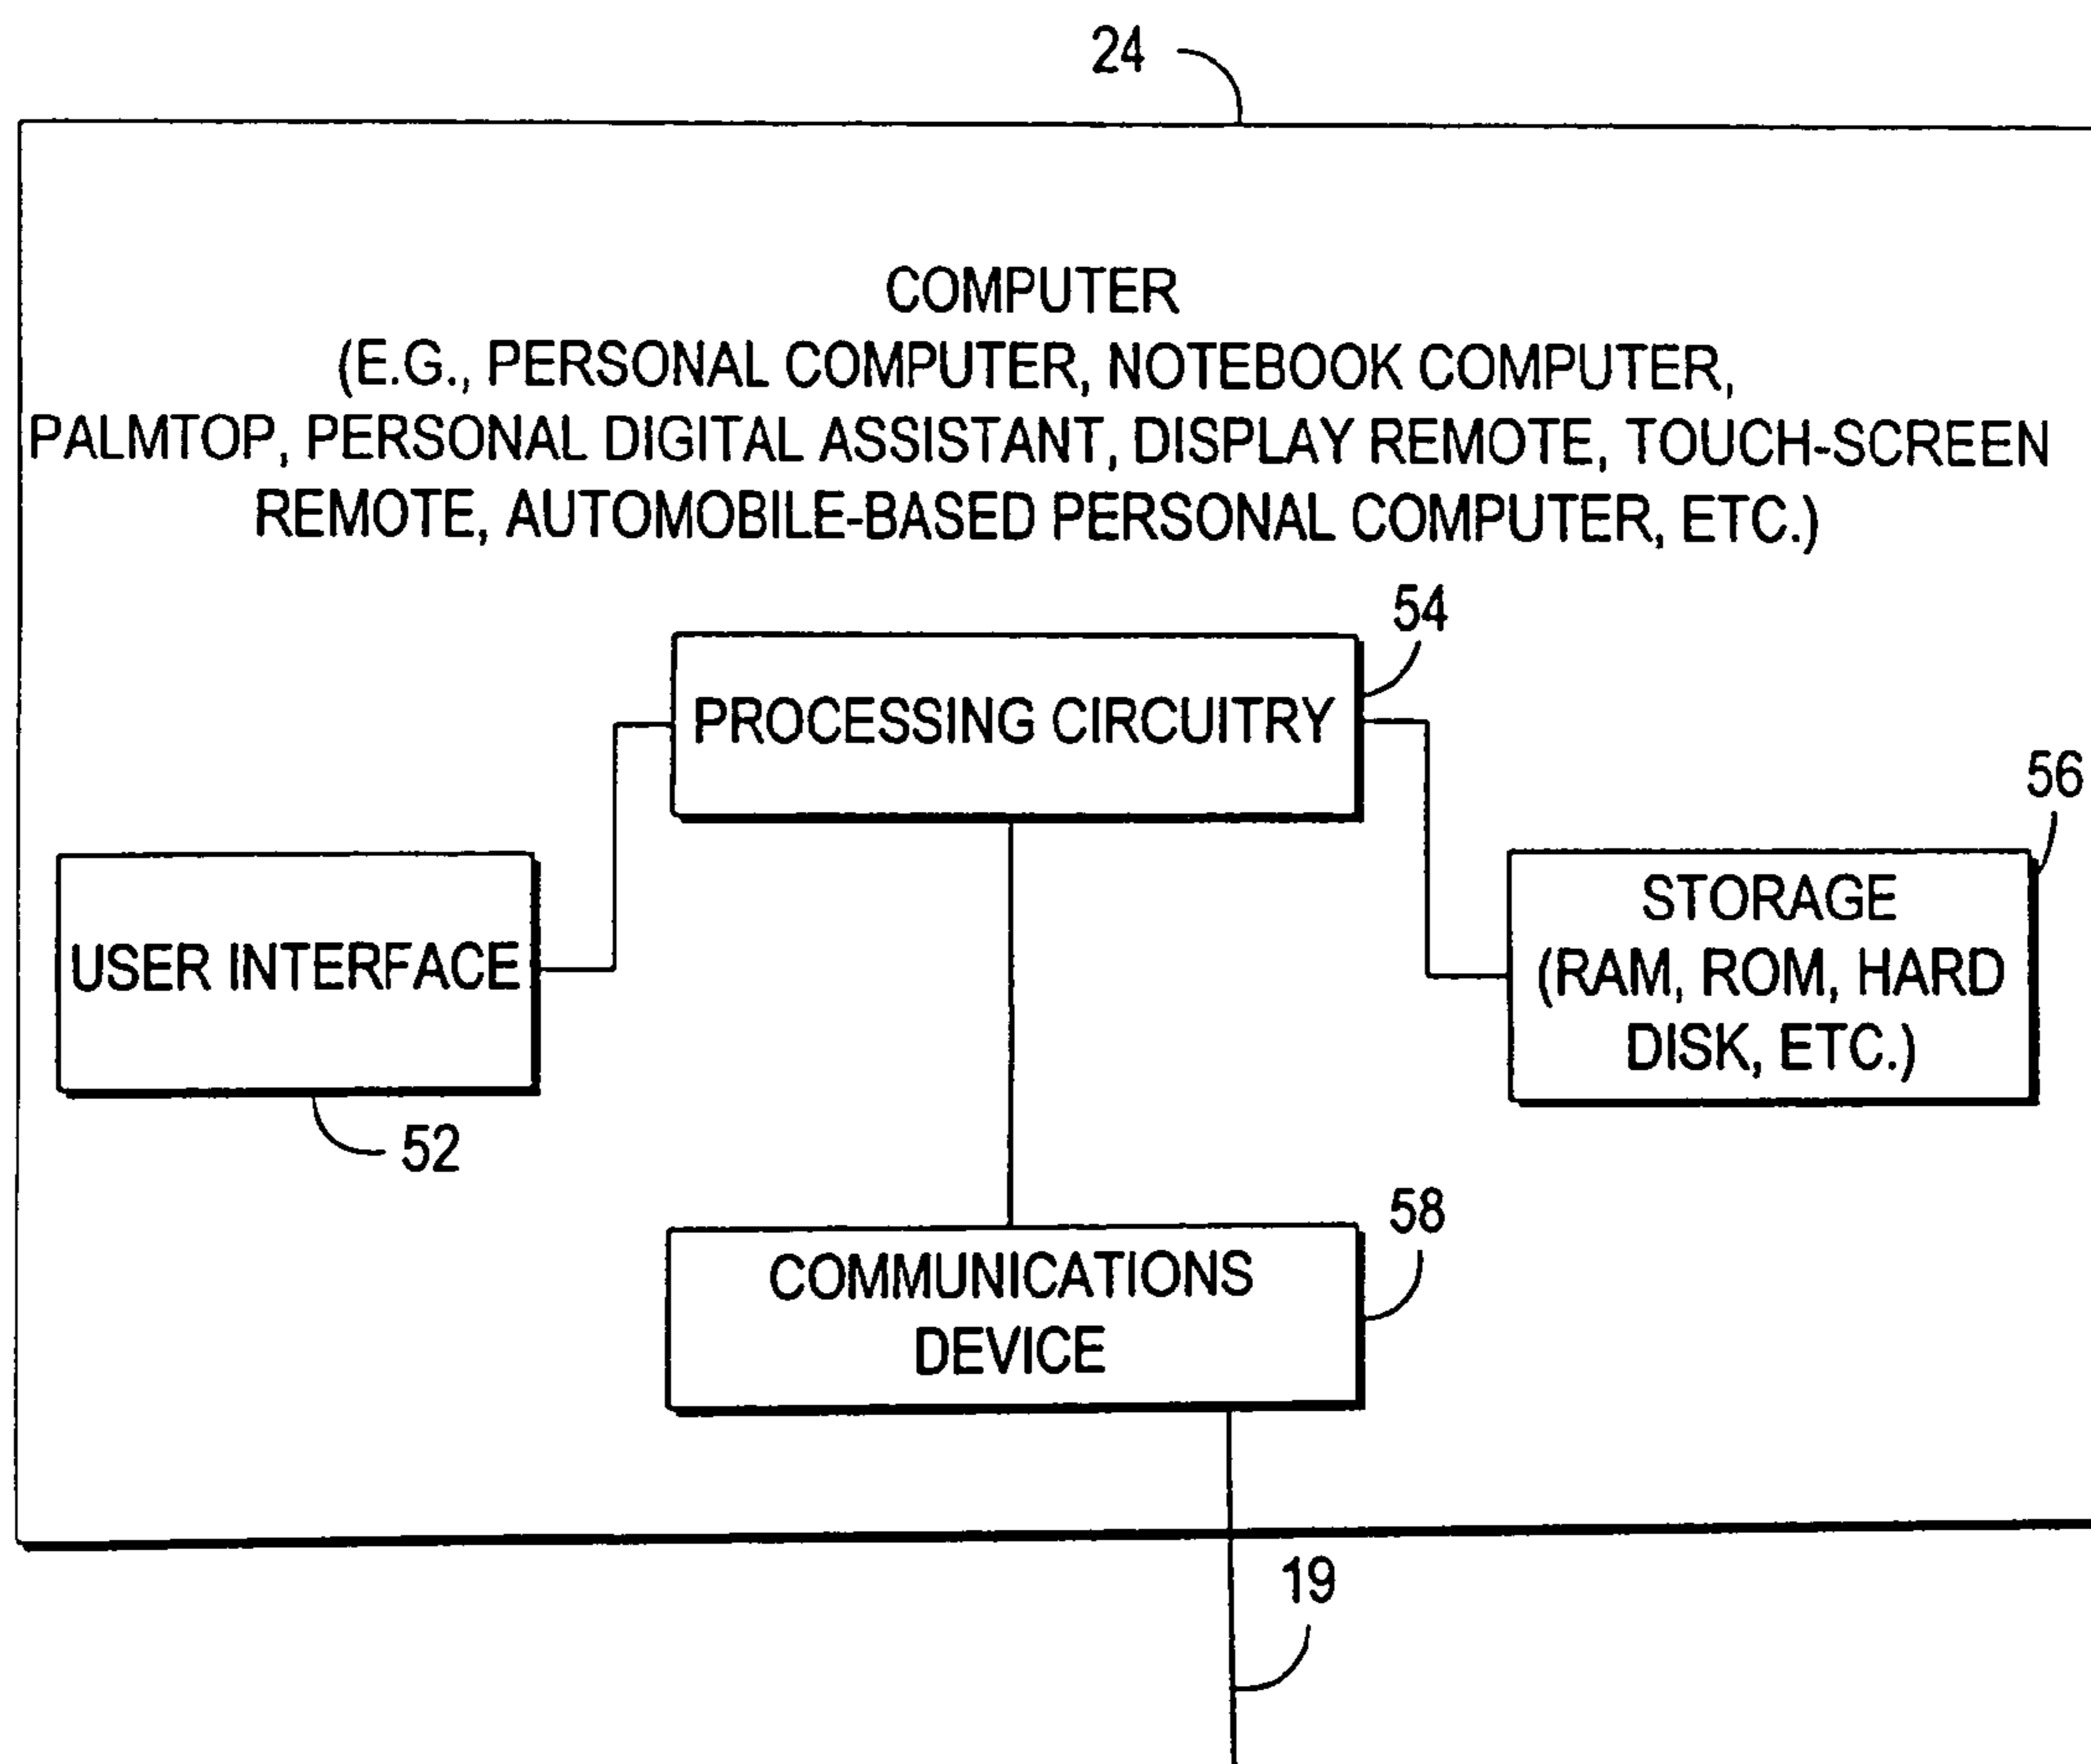 24
COMPUTER
(E.G., PERSONAL COMPUTER, NOTEBOOK COMPUTER,
PALMTOP, PERSONAL DIGITAL ASSISTANT, DISPLAY REMOTE, TOUCH-SCREEN
REMOTE, AUTOMOBILE-BASED PERSONAL COMPUTER, ETC.)
54
PROCESSING CIRCUITRY
56
STORAGE
(RAM, ROM, HARD
DISK, ETC.)
USER INTERFACE
52
58
COMMUNICATIONS
DEVICE
19